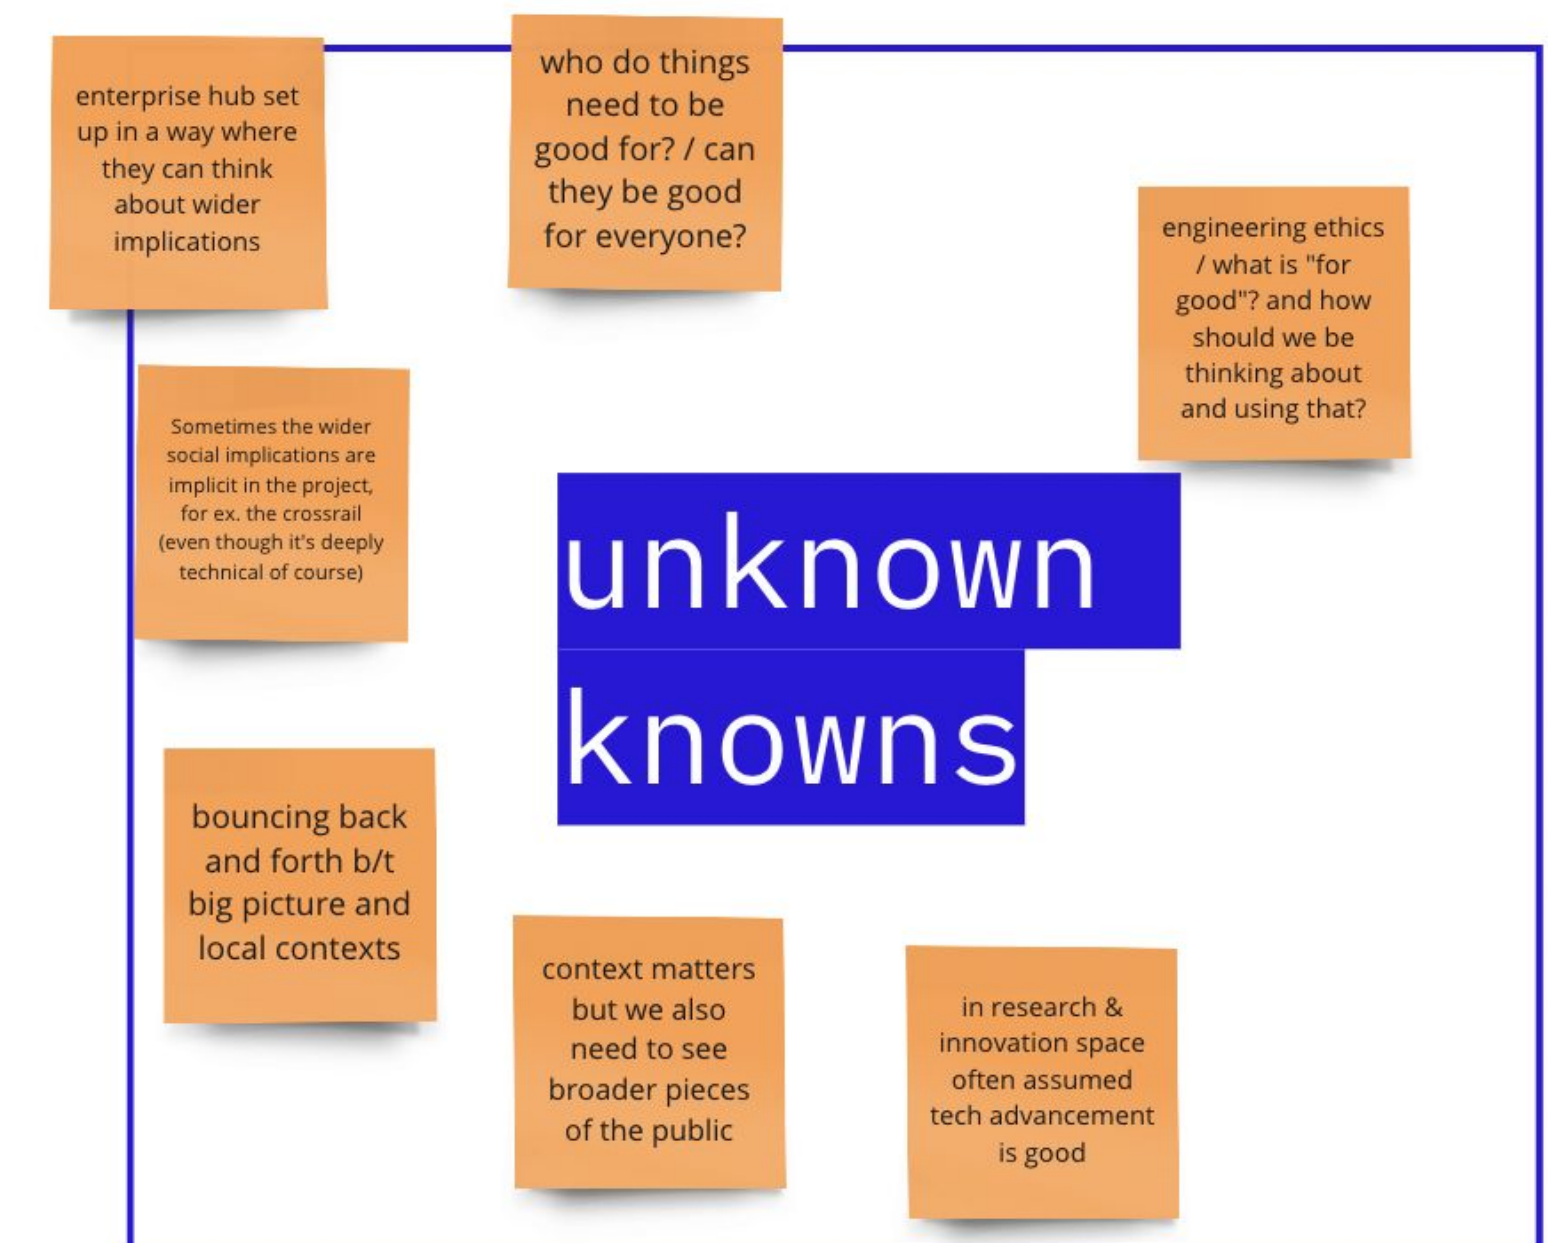 enterprise hub set
up in a way where
they can think
about wider
implications
who do things
need to be
good for? / can
they be good
for everyone?
engineering ethics
/ what is "for
good"? and how
should we be
thinking about
and using that?
Sometimes the wider
social implications are
implicit in the project,
for ex. the crossrail
(even though it's deeply
technical of course)
unknown
knowns
bouncing back
and forth b/t
big picture and
local contexts
context matters
but we also
need to see
broader pieces
of the public
in research &
innovation space
often assumed
tech advancement
is good